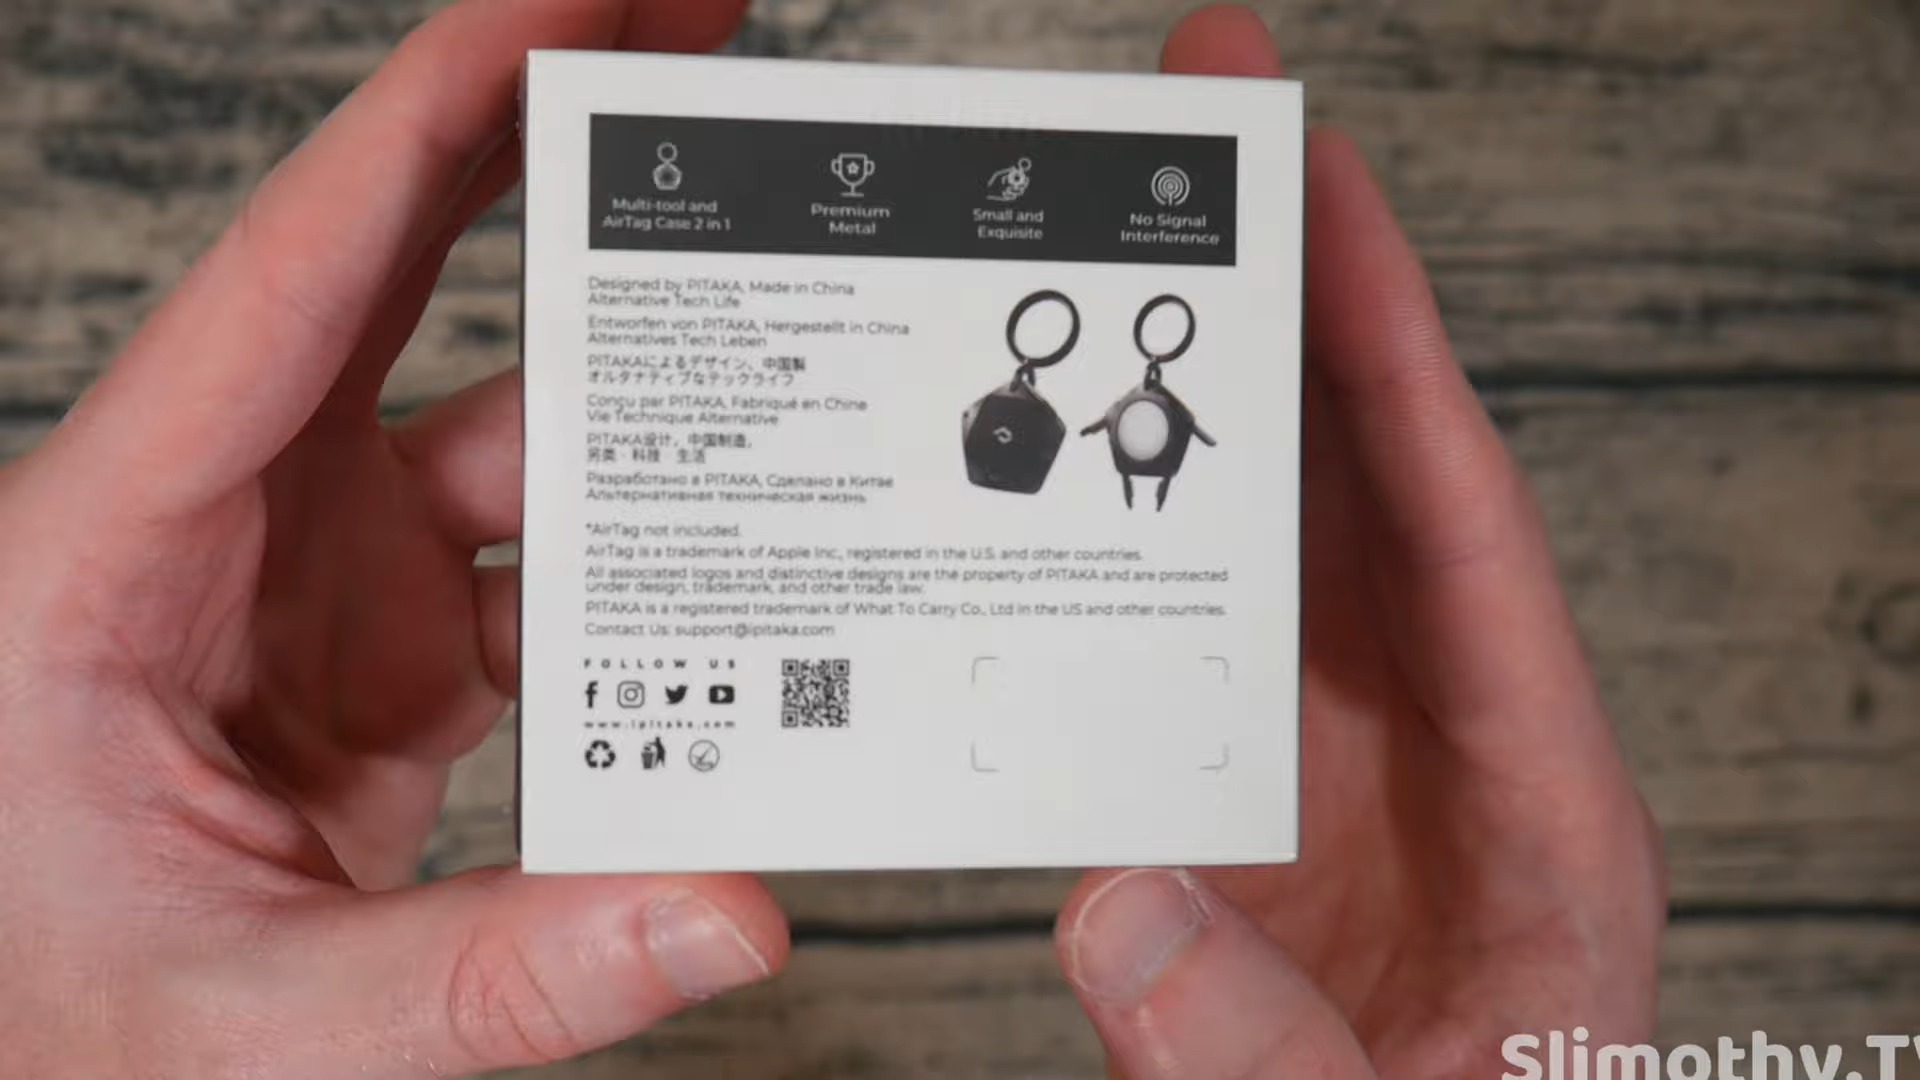 Multi-tool and
AirTag Case 2 in 1
Premium
Metal
Small and
Exquisite
No Signal
Interference
Designed by PITAKA, Made in China
Alternative Tech Life
Entworfen von PITAKA, Hergestellt in China
Alternatives Tech Leben
PITAKAによるデザイン、中国製
オルタナティブなテックライフ
Conçu par PITAKA, Fabriqué en Chine
Vie Technique Alternative
PITAKA设计，中国制造，
另类 · 科技 · 生活
Разработано в PITAKA, Сделано в Китае
Альтернативная техническая жизнь
*AirTag not included.
AirTag is a trademark of Apple Inc., registered in the U.S. and other countries.
All associated logos and distinctive designs are the property of PITAKA and are protected
under design, trademark, and other trade law.
PITAKA is a registered trademark of What To Carry Co., Ltd in the US and other countries.
Contact Us: support@ipitaka.com
FOLLOW US
www.ipitaka.com
Slimothy.TV